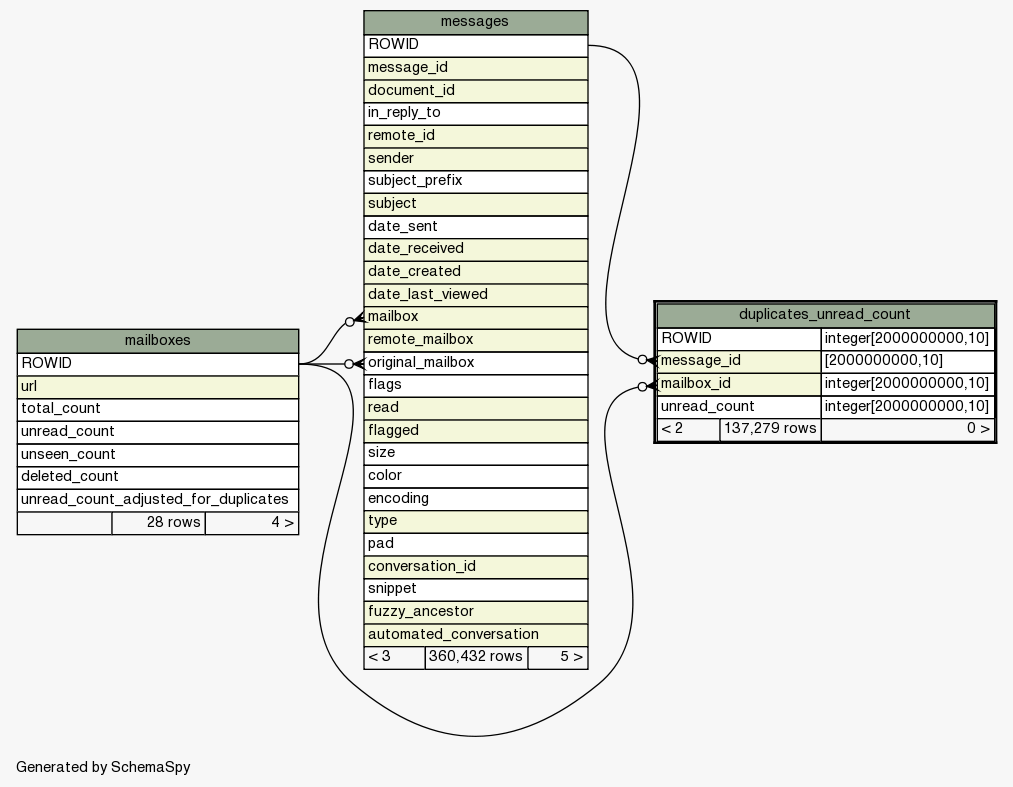 messages
ROWID
message_id
document_id
in_reply_to
remote_id
sender
subject_prefix
subject
date_sent
date_received
date_created
date_last_viewed
mailbox
remote_mailbox
original_mailbox
flags
read
flagged
size
color
encoding
type
pad
conversation_id
snippet
fuzzy_ancestor
automated_conversation
< 3 360,432 rows 5 >
mailboxes
ROWID
url
total_count
unread_count
unseen_count
deleted_count
unread_count_adjusted_for_duplicates
28 rows 4 >
duplicates_unread_count
ROWID integer[2000000000,10]
message_id [2000000000,10]
mailbox_id integer[2000000000,10]
unread_count integer[2000000000,10]
< 2 137,279 rows 0 >
Generated by SchemaSpy